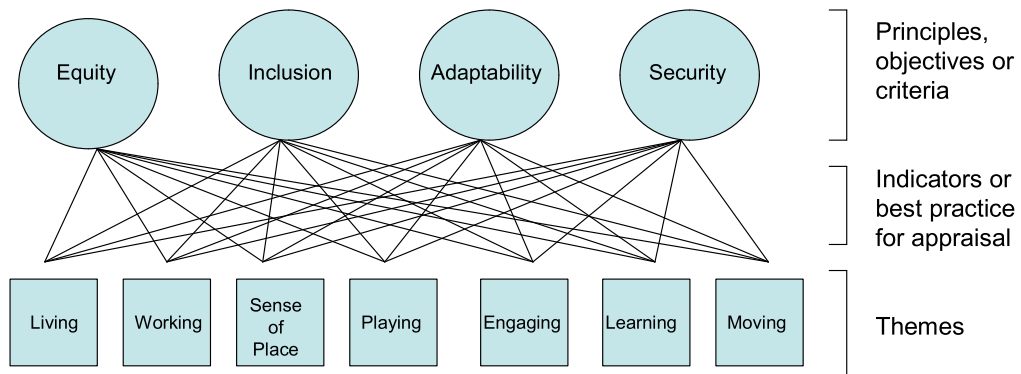 Equity
Inclusion
Adaptability
Security
Principles,
objectives or
criteria
Indicators or
best practice
for appraisal
Living
Working
Sense
of
Place
Playing
Engaging
Learning
Moving
Themes